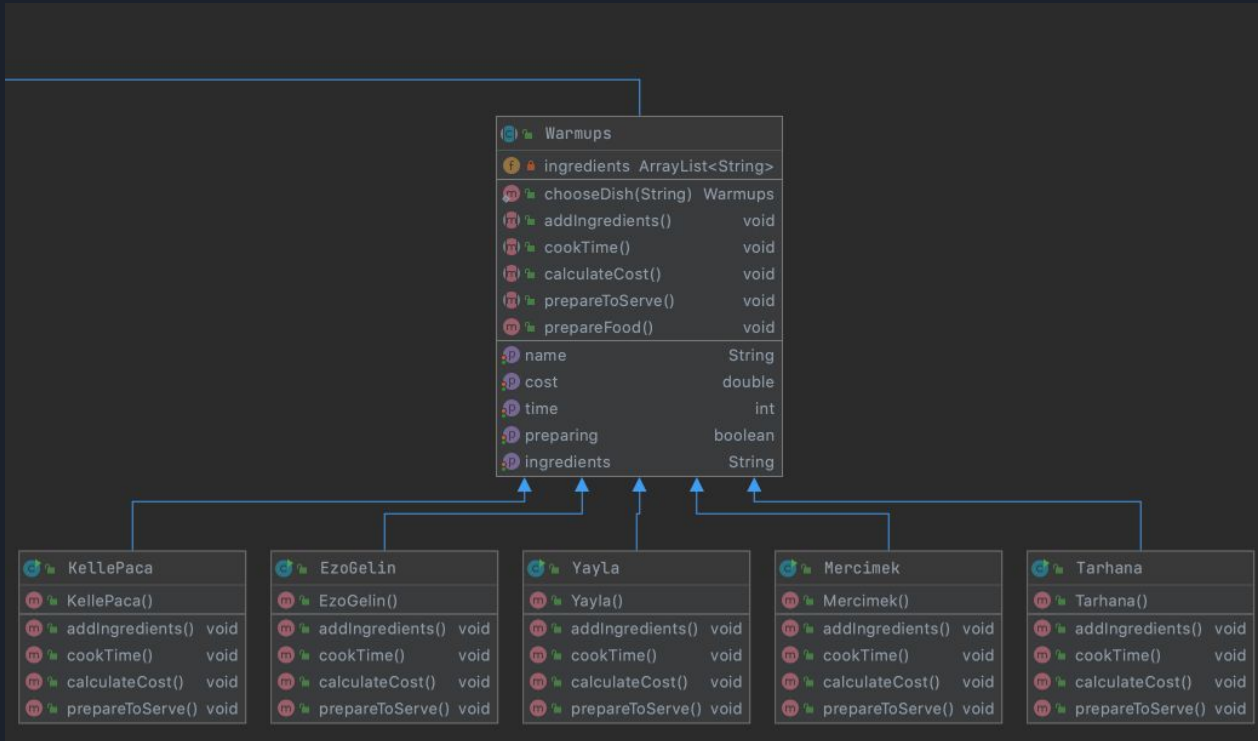 Warmups
ingredients ArrayList<String>
chooseDish(String) Warmups
addIngredients() void
cookTime() void
calculateCost() void
prepareToServe() void
prepareFood() void
name String
cost double
time int
preparing boolean
ingredients String
KellePaca
KellePaca()
addIngredients() void
cookTime() void
calculateCost() void
prepareToServe() void
EzoGelin
EzoGelin()
addIngredients() void
cookTime() void
calculateCost() void
prepareToServe() void
Yayla
Yayla()
addIngredients() void
cookTime() void
calculateCost() void
prepareToServe() void
Mercimek
Mercimek()
addIngredients() void
cookTime() void
calculateCost() void
prepareToServe() void
Tarhana
Tarhana()
addIngredients() void
cookTime() void
calculateCost() void
prepareToServe() void